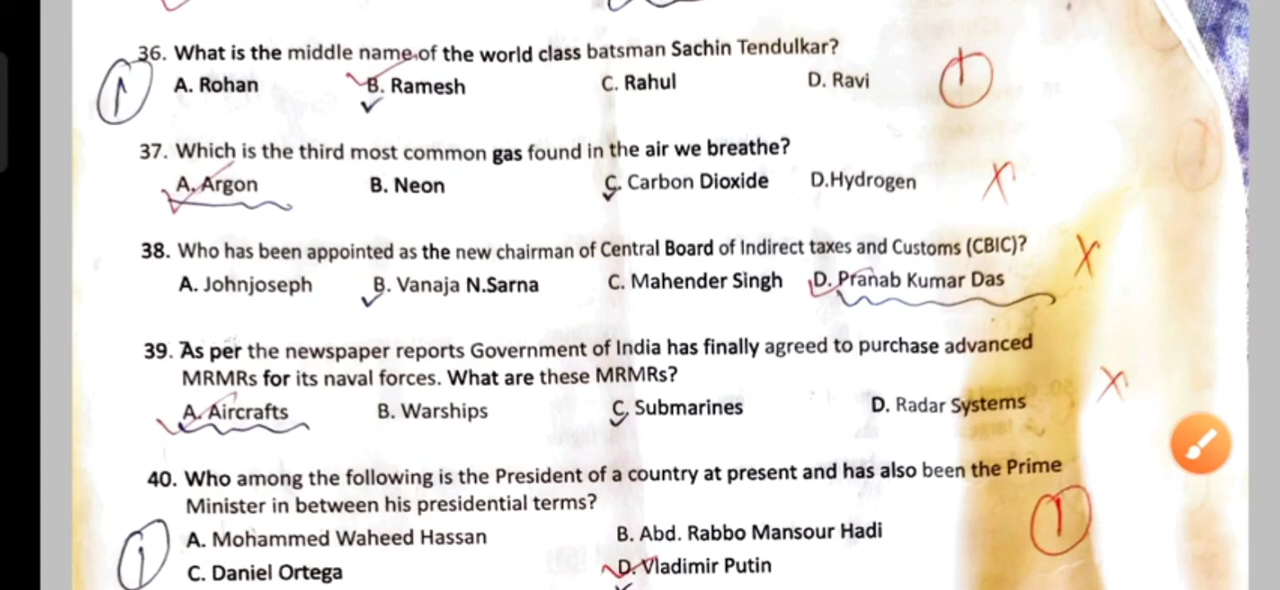 36. What is the middle name of the world class batsman Sachin Tendulkar?
1 A. Rohan B. Ramesh C. Rahul D. Ravi 1
37. Which is the third most common gas found in the air we breathe?
A. Argon B. Neon C. Carbon Dioxide D.Hydrogen X
38. Who has been appointed as the new chairman of Central Board of Indirect taxes and Customs (CBIC)? X
A. Johnjoseph B. Vanaja N.Sarna C. Mahender Singh D. Pranab Kumar Das
39. As per the newspaper reports Government of India has finally agreed to purchase advanced
MRMRs for its naval forces. What are these MRMRs? X
A. Aircrafts B. Warships C. Submarines D. Radar Systems
40. Who among the following is the President of a country at present and has also been the Prime
Minister in between his presidential terms? 1
1 A. Mohammed Waheed Hassan B. Abd. Rabbo Mansour Hadi
C. Daniel Ortega D. Vladimir Putin